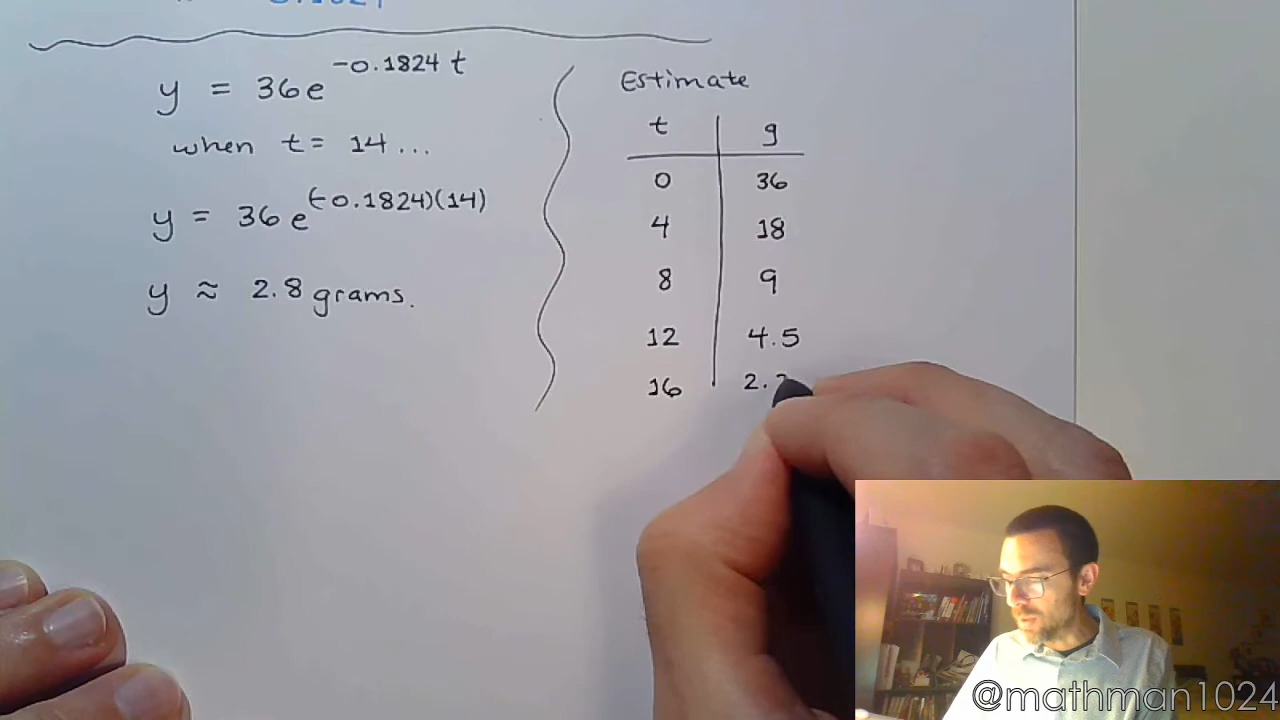 y = 36e^-0.1824 t
when t = 14...
y = 36e^(-0.1824)(14)
y ≈ 2.8 grams.
Estimate
t g
0 36
4 18
8 9
12 4.5
16
@mathman1024